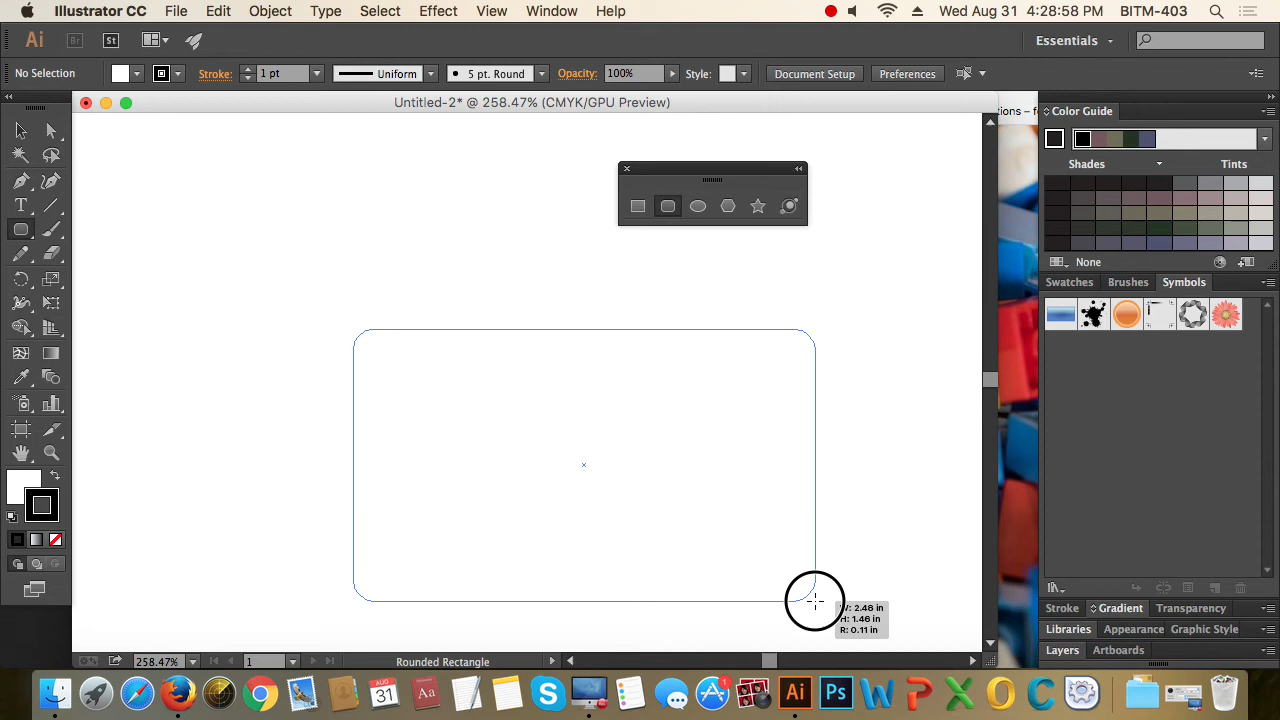 Illustrator CC File Edit Object Type Select Effect View Window Help Wed Aug 31 4:28:58 PM BITM-403
Ai Br St Essentials
No Selection Stroke: 1 pt Uniform 5 pt. Round Opacity: 100% Style: Document Setup Preferences
Untitled-2* @ 258.47% (CMYK/GPU Preview)
Color Guide
Shades Tints
None
Swatches Brushes Symbols
W: 2.48 in
H: 1.46 in
R: 0.11 in
Stroke Gradient Transparency
Libraries Appearance Graphic Style
Layers Artboards
258.47% 1 Rounded Rectangle
AUG
31
Aa
1
Ai Ps